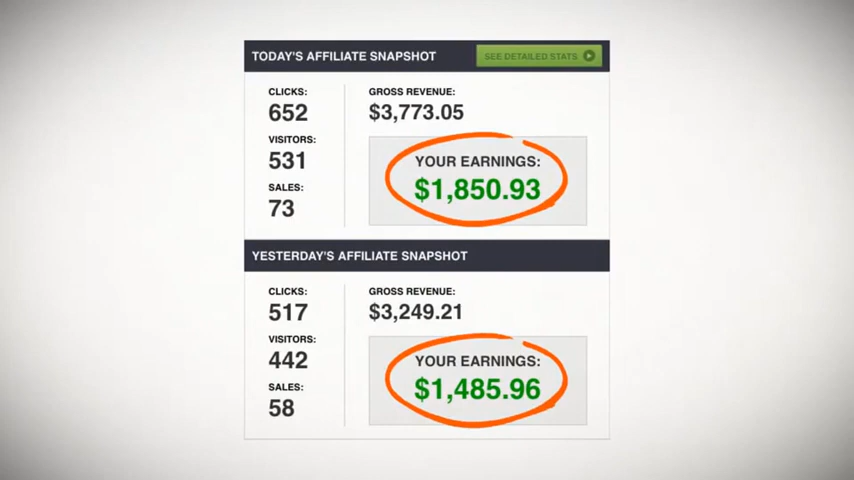 TODAY'S AFFILIATE SNAPSHOT
SEE DETAILED STATS
CLICKS:
652
VISITORS:
531
SALES:
73
GROSS REVENUE:
$3,773.05
YOUR EARNINGS:
$1,850.93
YESTERDAY'S AFFILIATE SNAPSHOT
CLICKS:
517
VISITORS:
442
SALES:
58
GROSS REVENUE:
$3,249.21
YOUR EARNINGS:
$1,485.96